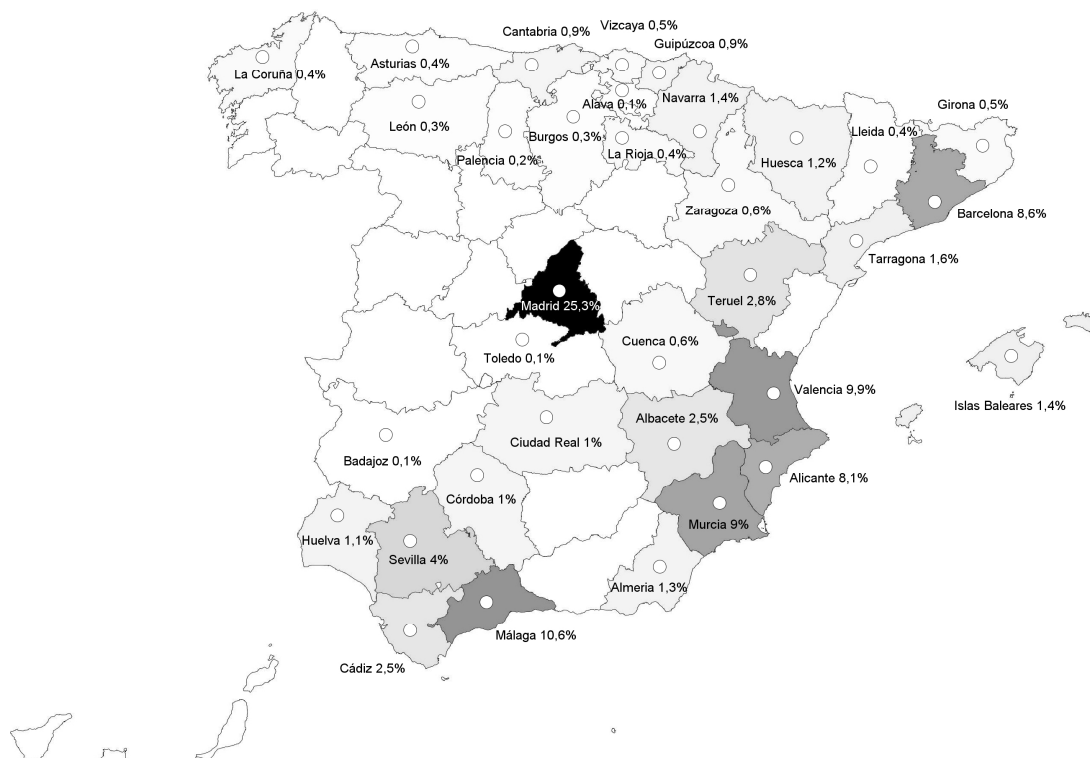 Vizcaya 0,5%
Cantabria 0,9%
Guipúzcoa 0,9%
Asturias 0,4%
La Coruña 0,4%
Navarra 1,4%
Alava 0,1%
Girona 0,5%
León 0,3%
Burgos 0,3%
Lleida 0,4%
La Rioja 0,4%
Palencia 0,2%
Huesca 1,2%
Zaragoza 0,6%
Barcelona 8,6%
Tarragona 1,6%
Teruel 2,8%
Madrid 25,3%
Cuenca 0,6%
Toledo 0,1%
Valencia 9,9%
Islas Baleares 1,4%
Albacete 2,5%
Ciudad Real 1%
Badajoz 0,1%
Alicante 8,1%
Córdoba 1%
Murcia 9%
Huelva 1,1%
Sevilla 4%
Almeria 1,3%
Málaga 10,6%
Cádiz 2,5%